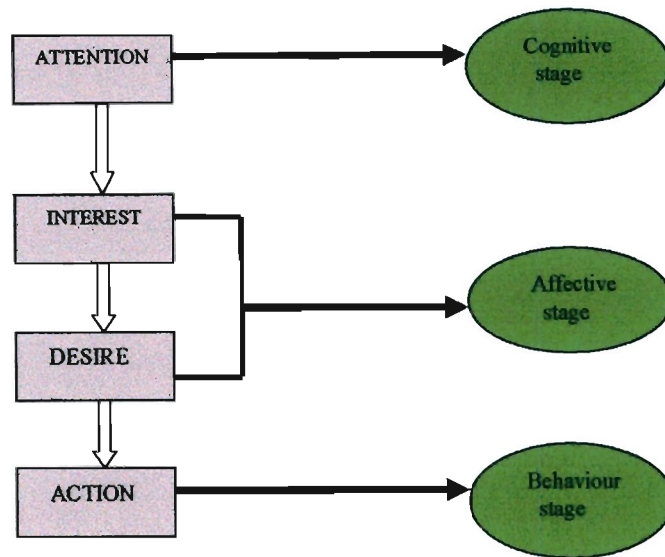 ATTENTION
Cognitive
stage
INTEREST
Affective
stage
DESIRE
ACTION
Behaviour
stage